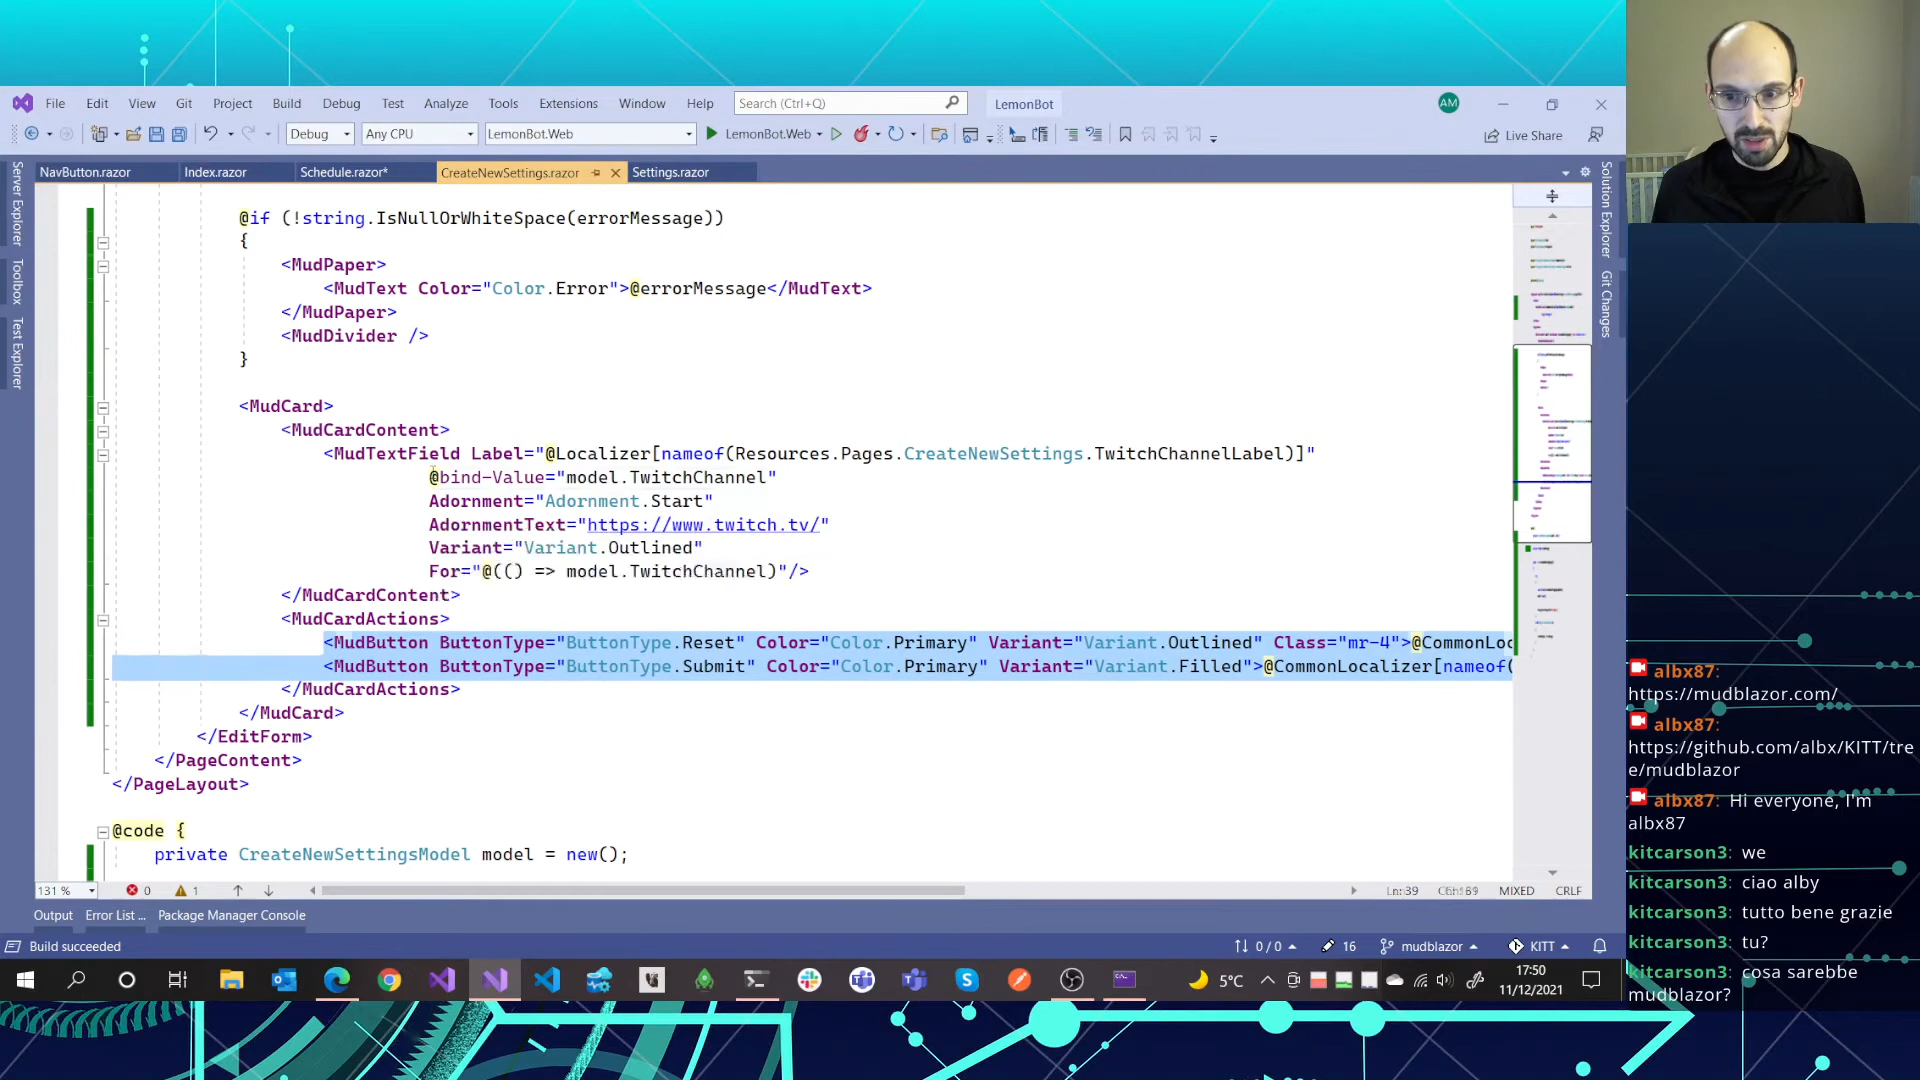 File Edit View Git Project Build Debug Test Analyze Tools Extensions Window Help Search (Ctrl+Q) LemonBot AM
Debug Any CPU LemonBot.Web LemonBot.Web Live Share
NavButton.razor Index.razor Schedule.razor* CreateNewSettings.razor Settings.razor
Server Explorer
Toolbox
Test Explorer
Solution Explorer
Git Changes
@if (!string.IsNullOrWhiteSpace(errorMessage))
{
<MudPaper>
<MudText Color="Color.Error">@errorMessage</MudText>
</MudPaper>
<MudDivider />
}
<MudCard>
<MudCardContent>
<MudTextField Label="@Localizer[nameof(Resources.Pages.CreateNewSettings.TwitchChannelLabel)]"
@bind-Value="model.TwitchChannel"
Adornment="Adornment.Start"
AdornmentText="https://www.twitch.tv/"
Variant="Variant.Outlined"
For="@(() => model.TwitchChannel)"/>
</MudCardContent>
<MudCardActions>
<MudButton ButtonType="ButtonType.Reset" Color="Color.Primary" Variant="Variant.Outlined" Class="mr-4">@CommonLoc
<MudButton ButtonType="ButtonType.Submit" Color="Color.Primary" Variant="Variant.Filled">@CommonLocalizer[nameof(
</MudCardActions>
</MudCard>
</EditForm>
</PageContent>
</PageLayout>
@code {
private CreateNewSettingsModel model = new();
131 % 0 1 Ln: 39 MIXED CRLF
Output Error List ... Package Manager Console
Build succeeded 0 / 0 16 mudblazor KITT
5°C 17:50
11/12/2021
albx87:
https://mudblazor.com/
albx87:
https://github.com/albx/KITT/tre
e/mudblazor
albx87: Hi everyone, I'm
albx87
kitcarson3: we
kitcarson3: ciao alby
kitcarson3: tutto bene grazie
kitcarson3: tu?
kitcarson3: cosa sarebbe
mudblazor?